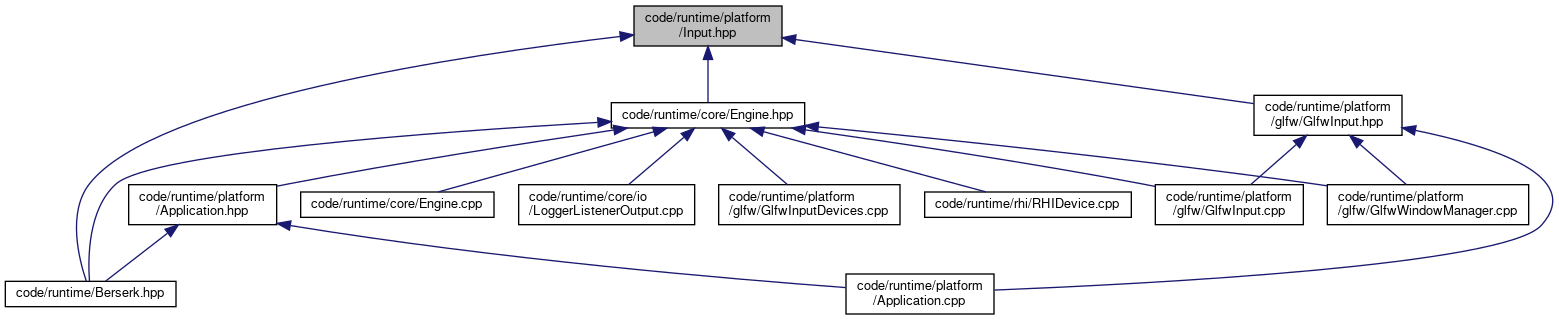 code/runtime/platform
/Input.hpp
code/runtime/core/Engine.hpp
code/runtime/platform
/glfw/GlfwInput.hpp
code/runtime/platform
/Application.hpp
code/runtime/core/Engine.cpp
code/runtime/core/io
/LoggerListenerOutput.cpp
code/runtime/platform
/glfw/GlfwInputDevices.cpp
code/runtime/rhi/RHIDevice.cpp
code/runtime/platform
/glfw/GlfwInput.cpp
code/runtime/platform
/glfw/GlfwWindowManager.cpp
code/runtime/Berserk.hpp
code/runtime/platform
/Application.cpp